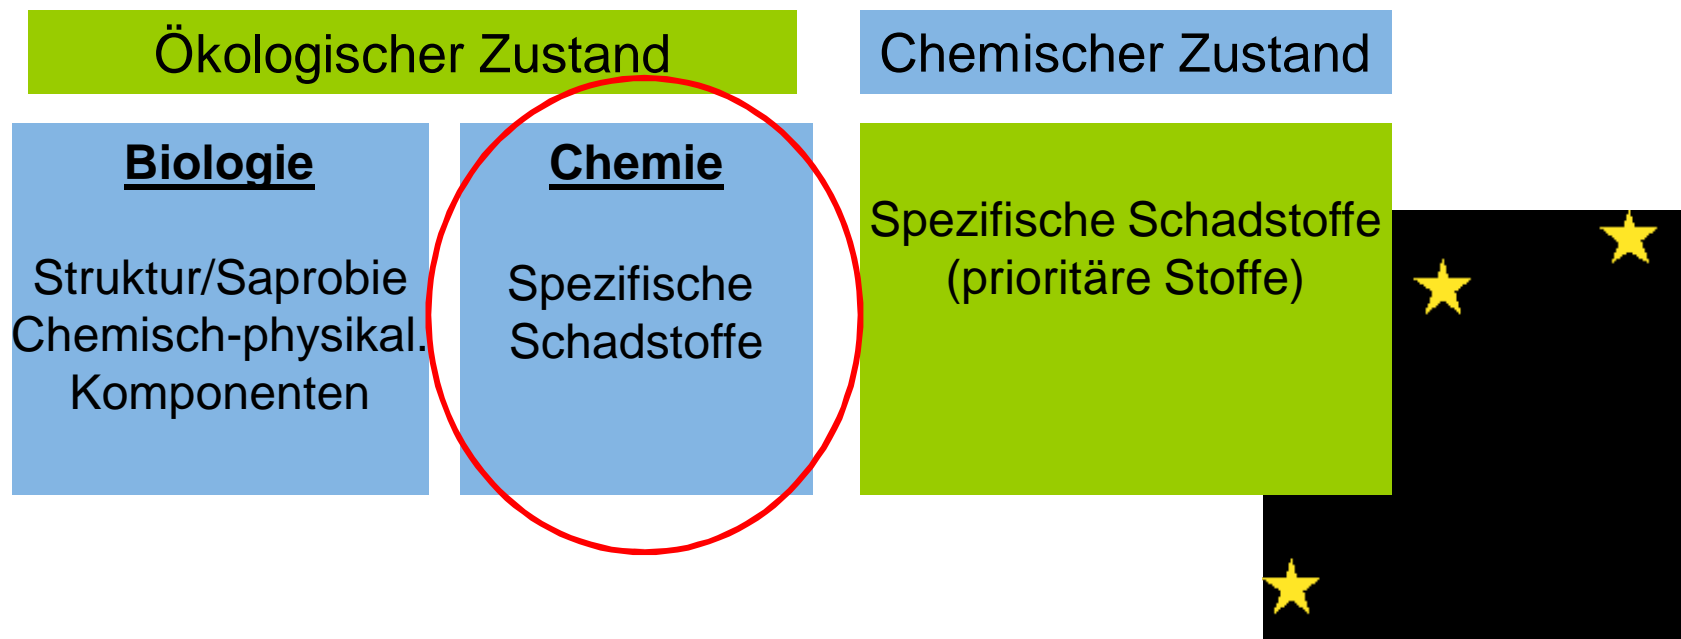 Ökologischer Zustand
Chemischer Zustand
Biologie
Struktur/Saprobie
Chemisch-physikal.
Komponenten
Chemie
Spezifische
Schadstoffe
Spezifische Schadstoffe
(prioritäre Stoffe)